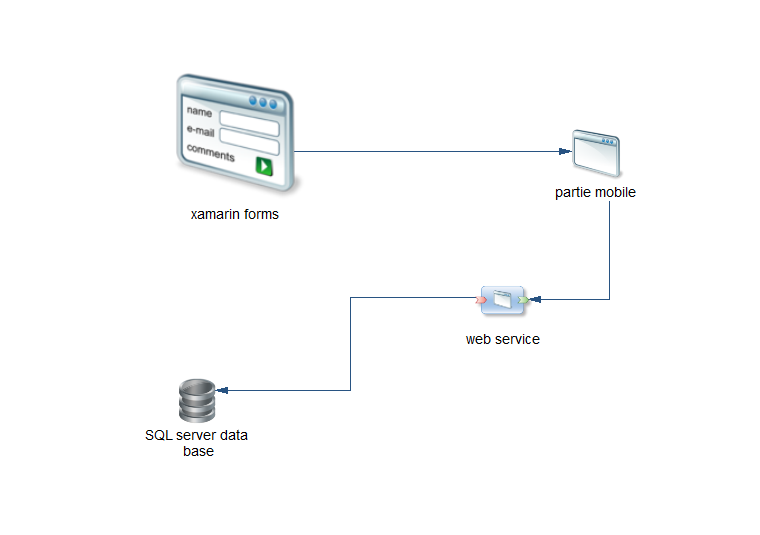 name
e-mail
comments
xamarin forms
partie mobile
web service
SQL server data
base